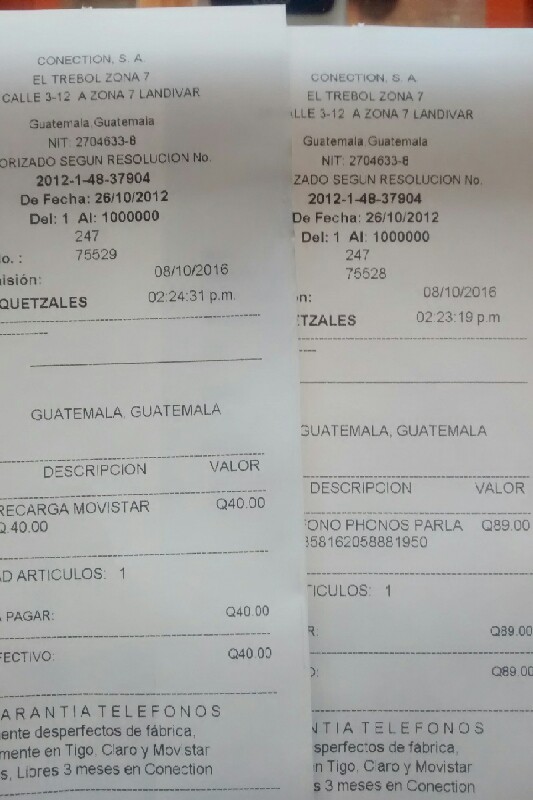 CONECTION, S. A.
EL TREBOL ZONA 7
CALLE 3-12 A ZONA 7 LANDIVAR
Guatemala,Guatemala
NIT: 2704633-8
ORIZADO SEGUN RESOLUCION No.
2012-1-48-37904
De Fecha: 26/10/2012
Del: 1 Al: 1000000
247
o. : 75529
isión: 08/10/2016
QUETZALES 02:24:31 p.m.
GUATEMALA, GUATEMALA
DESCRIPCION VALOR
RECARGA MOVISTAR Q40.00
Q.40.00
D ARTICULOS: 1
PAGAR: Q40.00
FECTIVO: Q40.00
ARANTIA TELEFONOS
ente desperfectos de fábrica,
mente en Tigo, Claro y Movistar
s, Libres 3 meses en Conection
CONECTION, S. A.
EL TREBOL ZONA 7
LLE 3-12 A ZONA 7 LANDIVAR
Guatemala,Guatemala
NIT: 2704633-8
ZADO SEGUN RESOLUCION No.
2012-1-48-37904
De Fecha: 26/10/2012
Del: 1 Al: 1000000
247
75528
n: 08/10/2016
TZALES 02:23:19 p.m
GUATEMALA, GUATEMALA
DESCRIPCION VALOR
FONO PHONOS PARLA Q89.00
358162058881950
TICULOS: 1
R: Q89.00
O: Q89.00
NTIA TELEFONOS
sperfectos de fábrica,
n Tigo, Claro y Movistar
3 meses en Conection